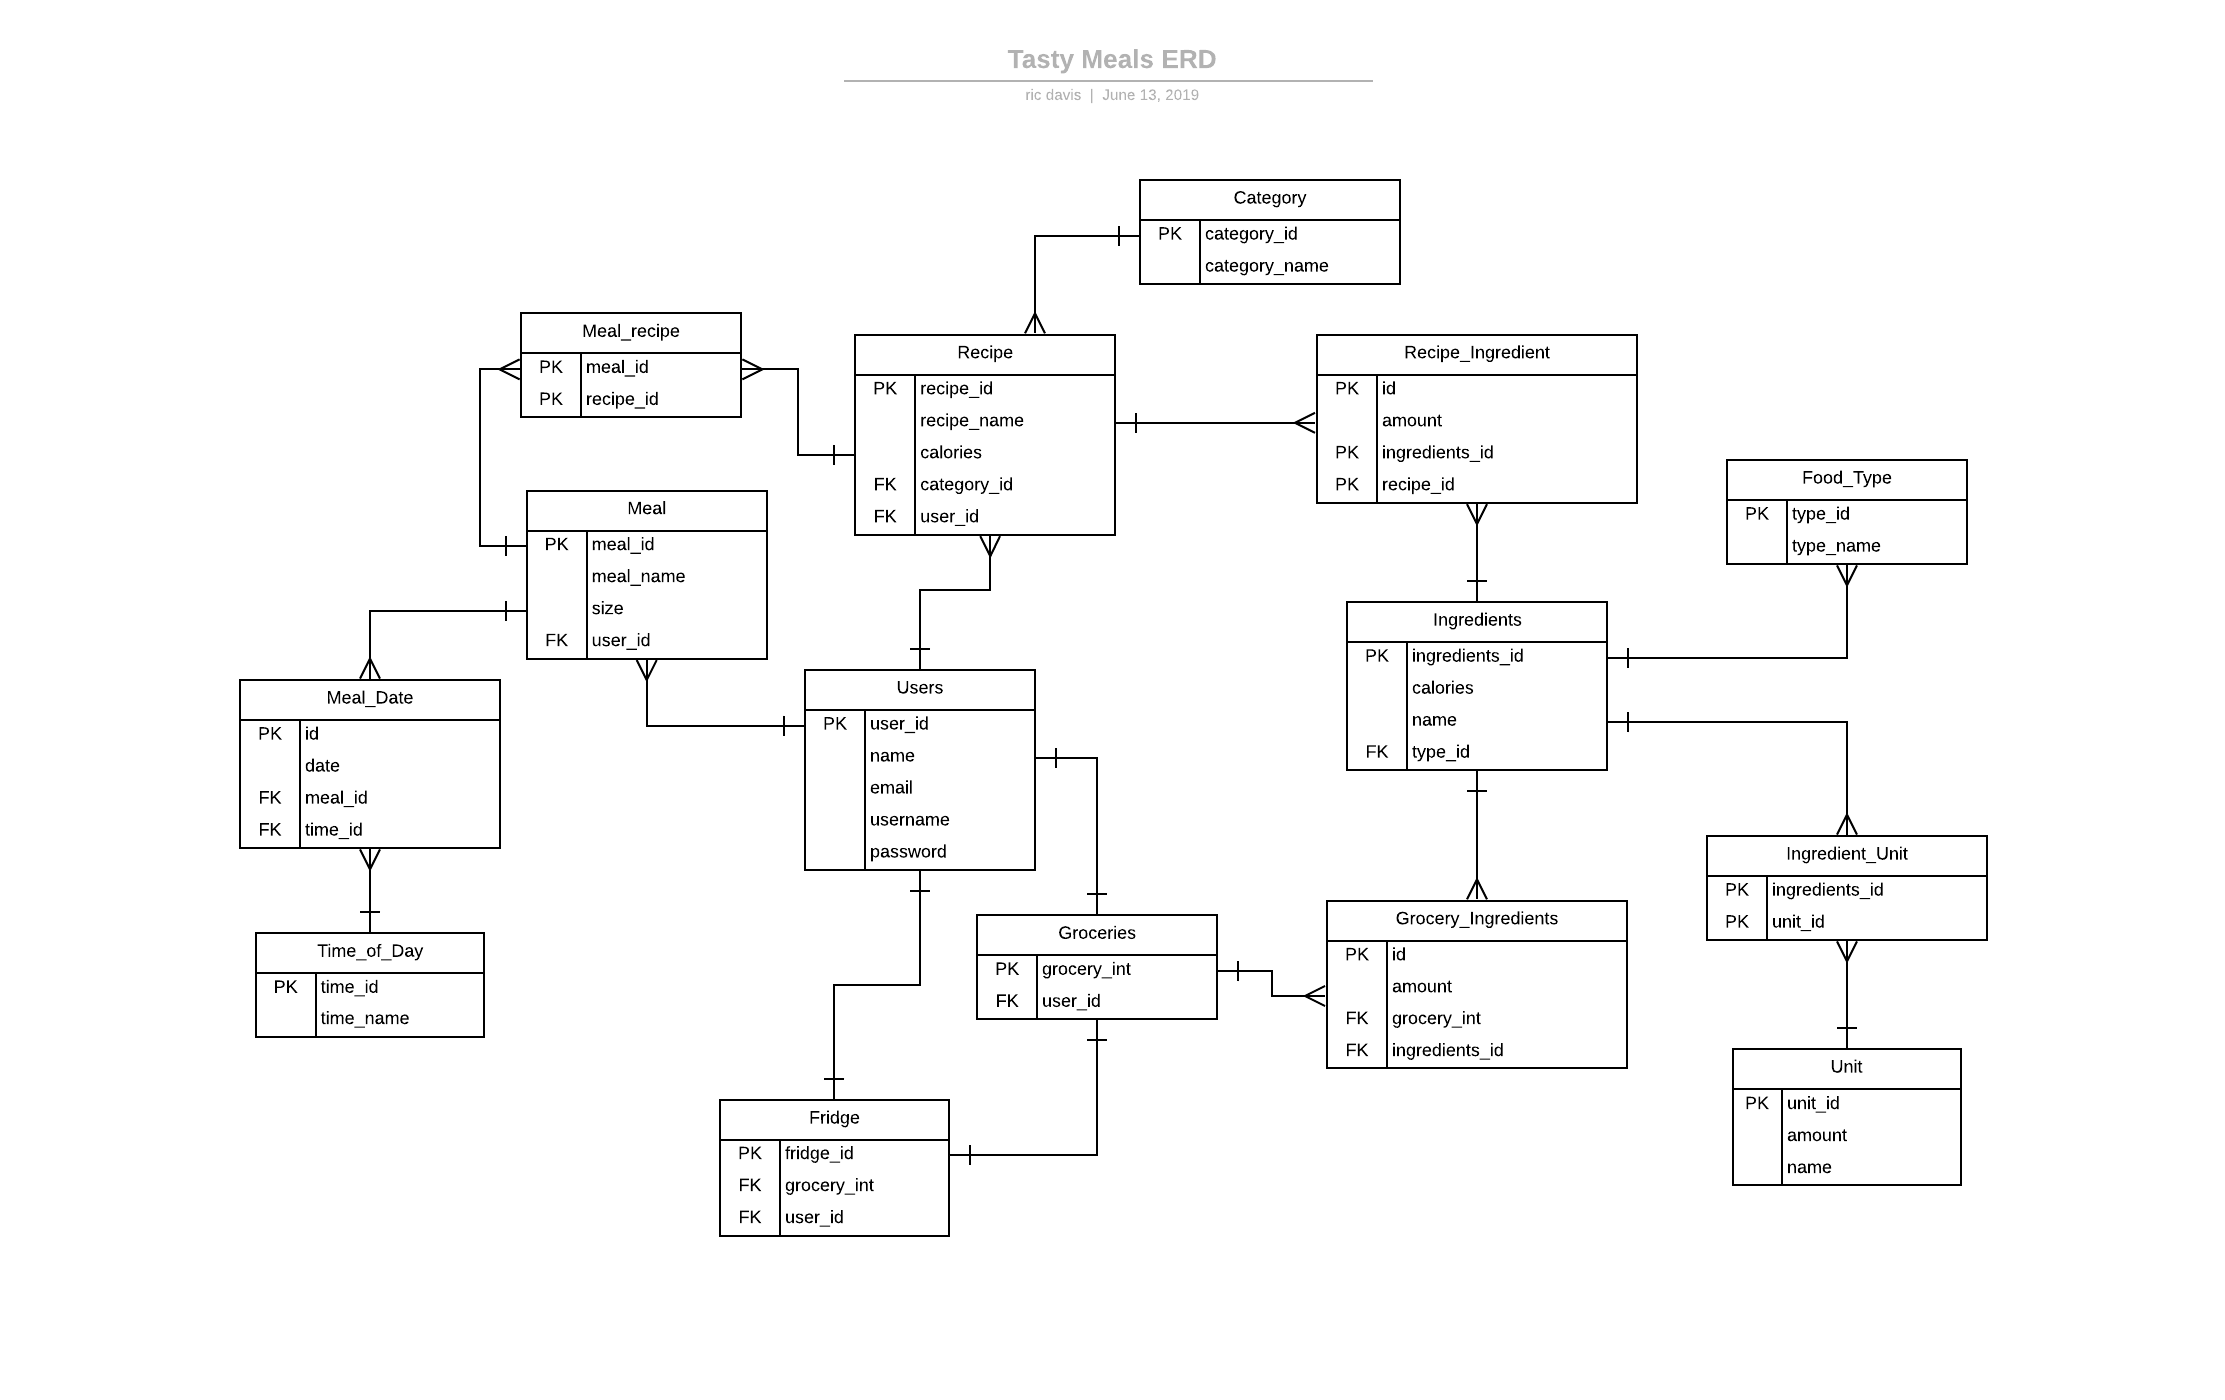 Tasty Meals ERD
ric davis | June 13, 2019
Category
PK category_id
category_name
Meal_recipe
PK meal_id
PK recipe_id
Recipe
PK recipe_id
recipe_name
calories
FK category_id
FK user_id
Recipe_Ingredient
PK id
amount
PK ingredients_id
PK recipe_id
Food_Type
PK type_id
type_name
Meal
PK meal_id
meal_name
size
FK user_id
Ingredients
PK ingredients_id
calories
name
FK type_id
Meal_Date
PK id
date
FK meal_id
FK time_id
Users
PK user_id
name
email
username
password
Ingredient_Unit
PK ingredients_id
PK unit_id
Time_of_Day
PK time_id
time_name
Groceries
PK grocery_int
FK user_id
Grocery_Ingredients
PK id
amount
FK grocery_int
FK ingredients_id
Unit
PK unit_id
amount
name
Fridge
PK fridge_id
FK grocery_int
FK user_id